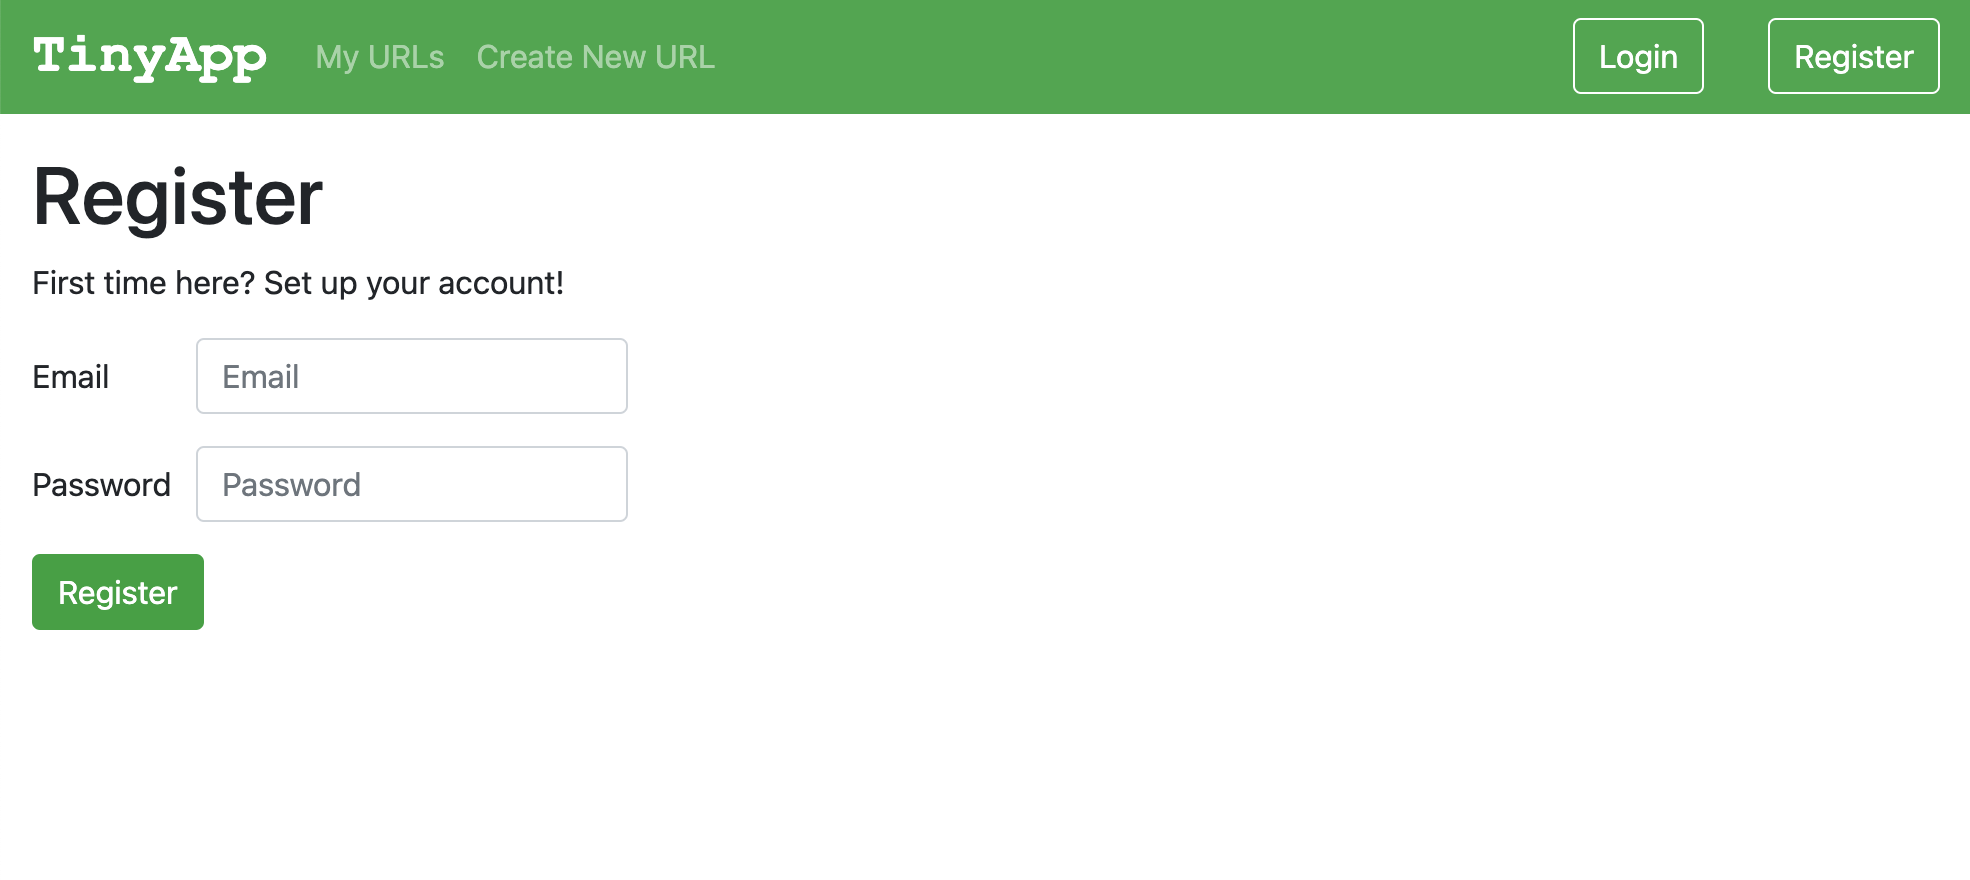 TinyApp My URLs Create New URL Login Register
Register
First time here? Set up your account!
Email Email
Password Password
Register